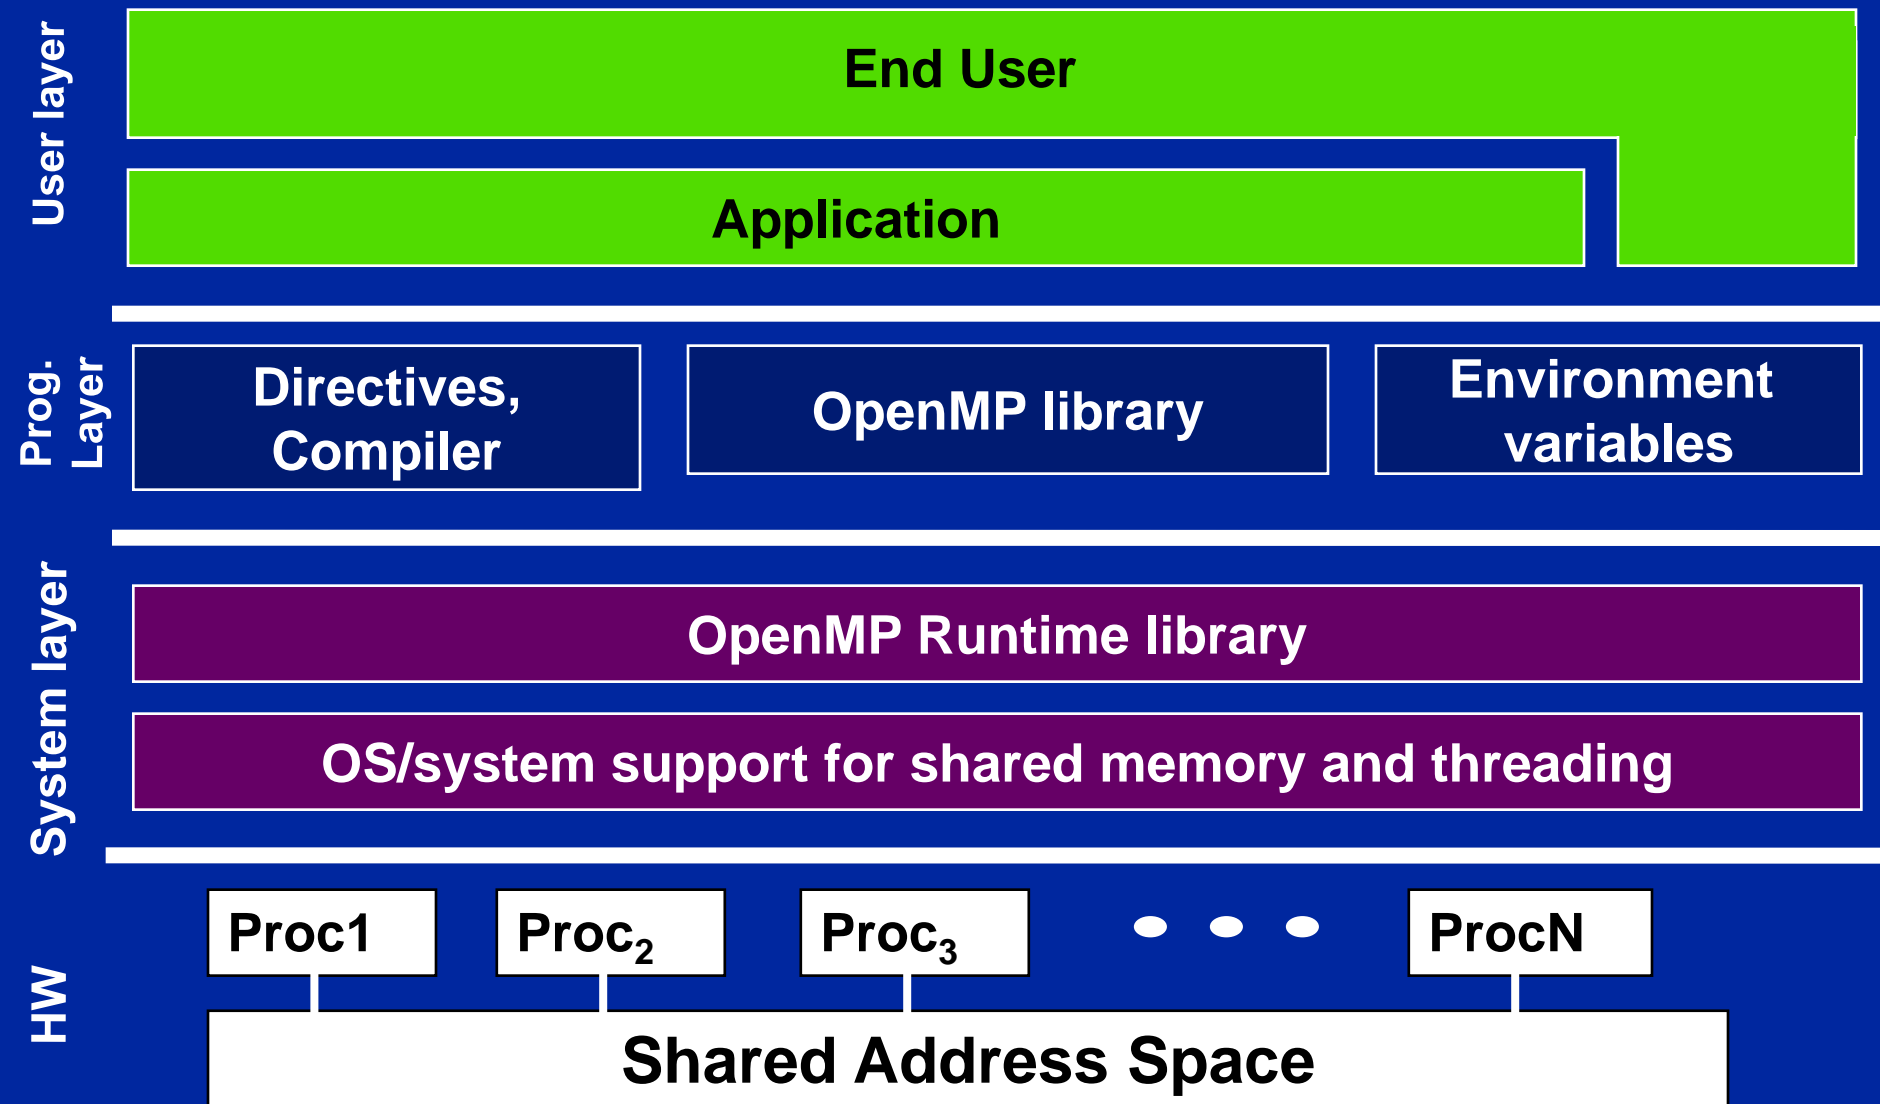 User layer
End User
Application
Prog.
Layer
Directives,
Compiler
OpenMP library
Environment
variables
System layer
OpenMP Runtime library
OS/system support for shared memory and threading
HW
Proc1
Proc₂
Proc₃
ProcN
Shared Address Space